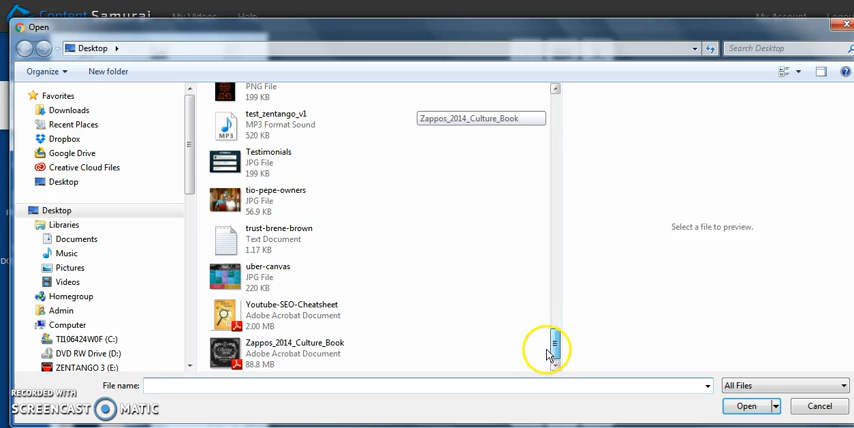 Content Samurai My Videos My Account Logout
Open
Desktop
Search Desktop
Organize New folder
Favorites
Downloads
Recent Places
Dropbox
Google Drive
Creative Cloud Files
Desktop
Desktop
Libraries
Documents
Music
Pictures
Videos
Homegroup
Admin
Computer
TI106424W0F (C:)
DVD RW Drive (D:)
ZENTANGO 3 (E:)
PNG File
199 KB
test_zentango_v1
MP3 Format Sound
520 KB
Zappos_2014_Culture_Book
MP3
Testimonials
JPG File
199 KB
tio-pepe-owners
JPG File
56.9 KB
trust-brene-brown
Text Document
1.17 KB
uber-canvas
JPG File
220 KB
Youtube-SEO-Cheatsheet
Adobe Acrobat Document
2.00 MB
Zappos_2014_Culture_Book
Adobe Acrobat Document
88.8 MB
Select a file to preview.
File name:
All Files
Open
Cancel
RECORDED WITH
SCREENCAST MATIC